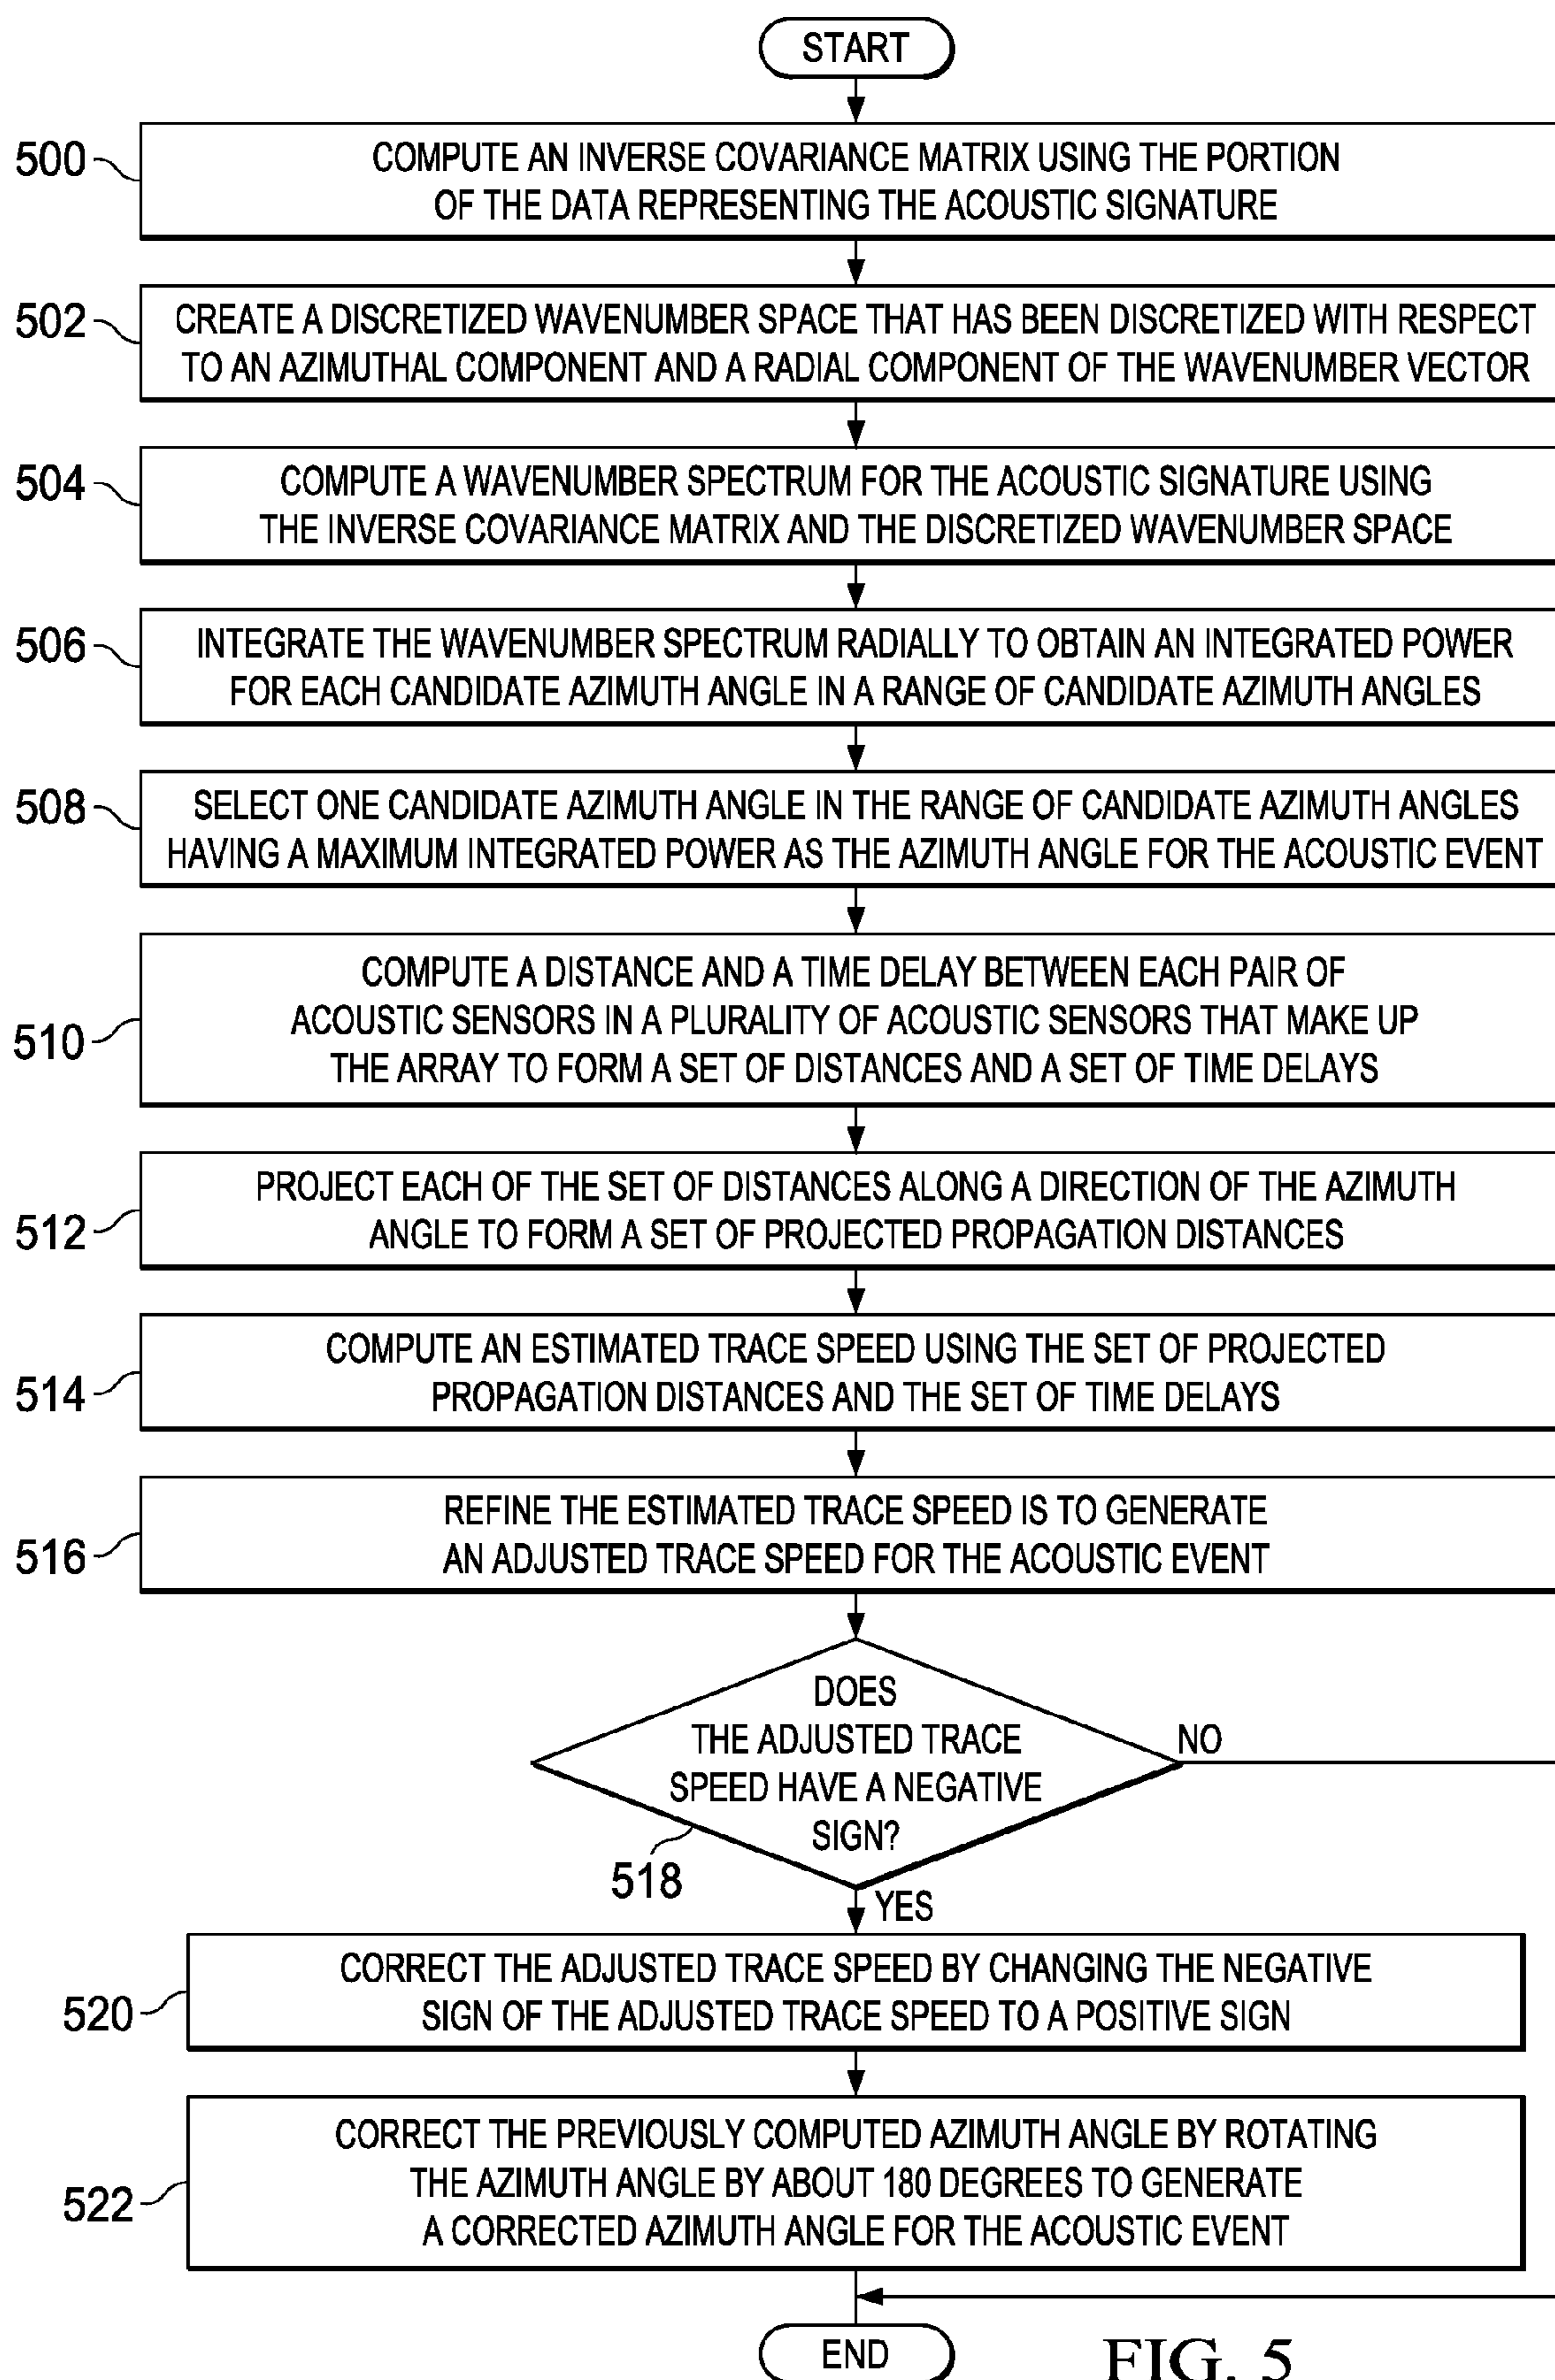 START
500
COMPUTE AN INVERSE COVARIANCE MATRIX USING THE PORTION
OF THE DATA REPRESENTING THE ACOUSTIC SIGNATURE
502
CREATE A DISCRETIZED WAVENUMBER SPACE THAT HAS BEEN DISCRETIZED WITH RESPECT
TO AN AZIMUTHAL COMPONENT AND A RADIAL COMPONENT OF THE WAVENUMBER VECTOR
504
COMPUTE A WAVENUMBER SPECTRUM FOR THE ACOUSTIC SIGNATURE USING
THE INVERSE COVARIANCE MATRIX AND THE DISCRETIZED WAVENUMBER SPACE
506
INTEGRATE THE WAVENUMBER SPECTRUM RADIALLY TO OBTAIN AN INTEGRATED POWER
FOR EACH CANDIDATE AZIMUTH ANGLE IN A RANGE OF CANDIDATE AZIMUTH ANGLES
508
SELECT ONE CANDIDATE AZIMUTH ANGLE IN THE RANGE OF CANDIDATE AZIMUTH ANGLES
HAVING A MAXIMUM INTEGRATED POWER AS THE AZIMUTH ANGLE FOR THE ACOUSTIC EVENT
510
COMPUTE A DISTANCE AND A TIME DELAY BETWEEN EACH PAIR OF
ACOUSTIC SENSORS IN A PLURALITY OF ACOUSTIC SENSORS THAT MAKE UP
THE ARRAY TO FORM A SET OF DISTANCES AND A SET OF TIME DELAYS
512
PROJECT EACH OF THE SET OF DISTANCES ALONG A DIRECTION OF THE AZIMUTH
ANGLE TO FORM A SET OF PROJECTED PROPAGATION DISTANCES
514
COMPUTE AN ESTIMATED TRACE SPEED USING THE SET OF PROJECTED
PROPAGATION DISTANCES AND THE SET OF TIME DELAYS
516
REFINE THE ESTIMATED TRACE SPEED IS TO GENERATE
AN ADJUSTED TRACE SPEED FOR THE ACOUSTIC EVENT
DOES
THE ADJUSTED TRACE
SPEED HAVE A NEGATIVE
SIGN?
NO
518
YES
520
CORRECT THE ADJUSTED TRACE SPEED BY CHANGING THE NEGATIVE
SIGN OF THE ADJUSTED TRACE SPEED TO A POSITIVE SIGN
522
CORRECT THE PREVIOUSLY COMPUTED AZIMUTH ANGLE BY ROTATING
THE AZIMUTH ANGLE BY ABOUT 180 DEGREES TO GENERATE
A CORRECTED AZIMUTH ANGLE FOR THE ACOUSTIC EVENT
END
FIG. 5